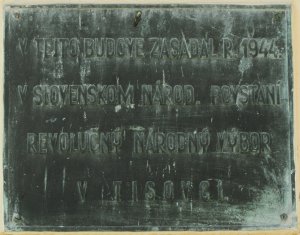 V TEJTO BUDOVE ZASADAL R. 1944
V SLOVENSKOM NÁROD. POVSTANÍ
REVOLUČNÝ NÁRODNÝ VÝBOR
V TISOVCI.